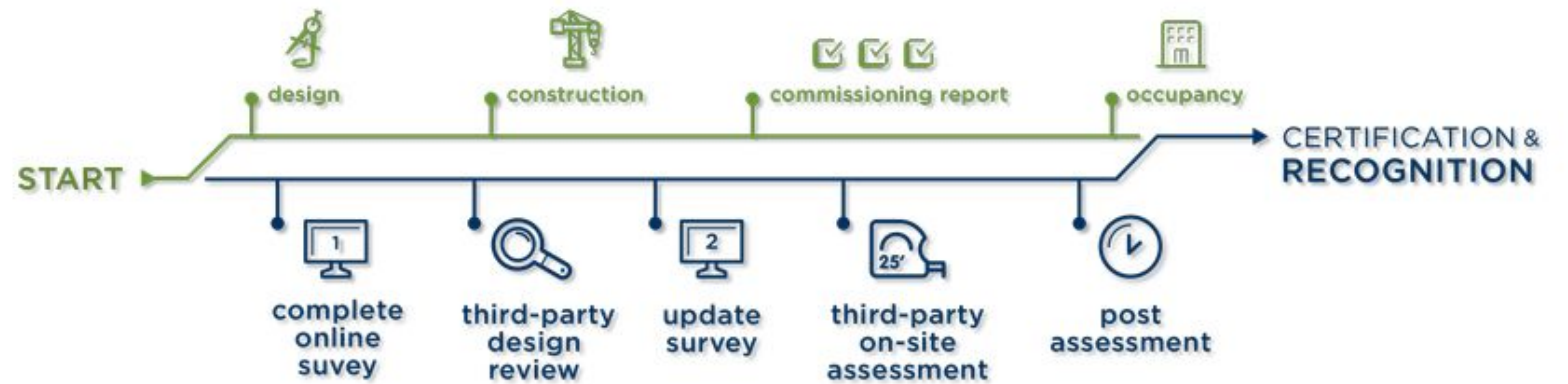 design
construction
commissioning report
occupancy
START
CERTIFICATION &
RECOGNITION
1
2
25'
complete
online
suvey
third-party
design
review
update
survey
third-party
on-site
assessment
post
assessment